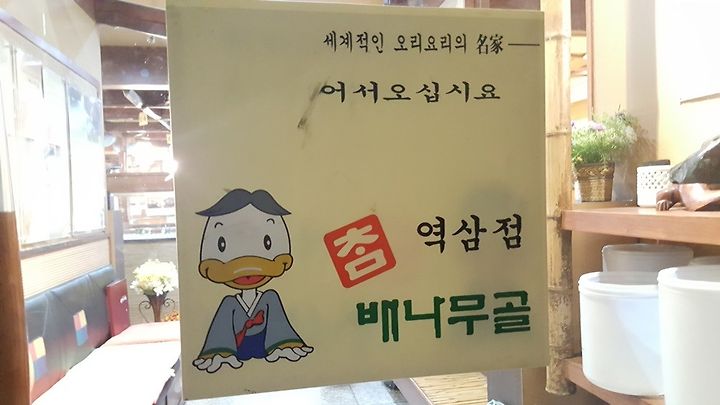 세계적인 오리요리의 名家
어서오십시요
참 역삼점
배나무골